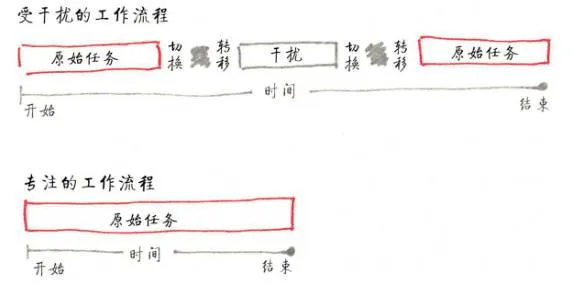 受干扰的工作流程
原始任务 切换 转移 干扰 切换 转移 原始任务
时间
开始 结束
专注的工作流程
原始任务
时间
开始 结束